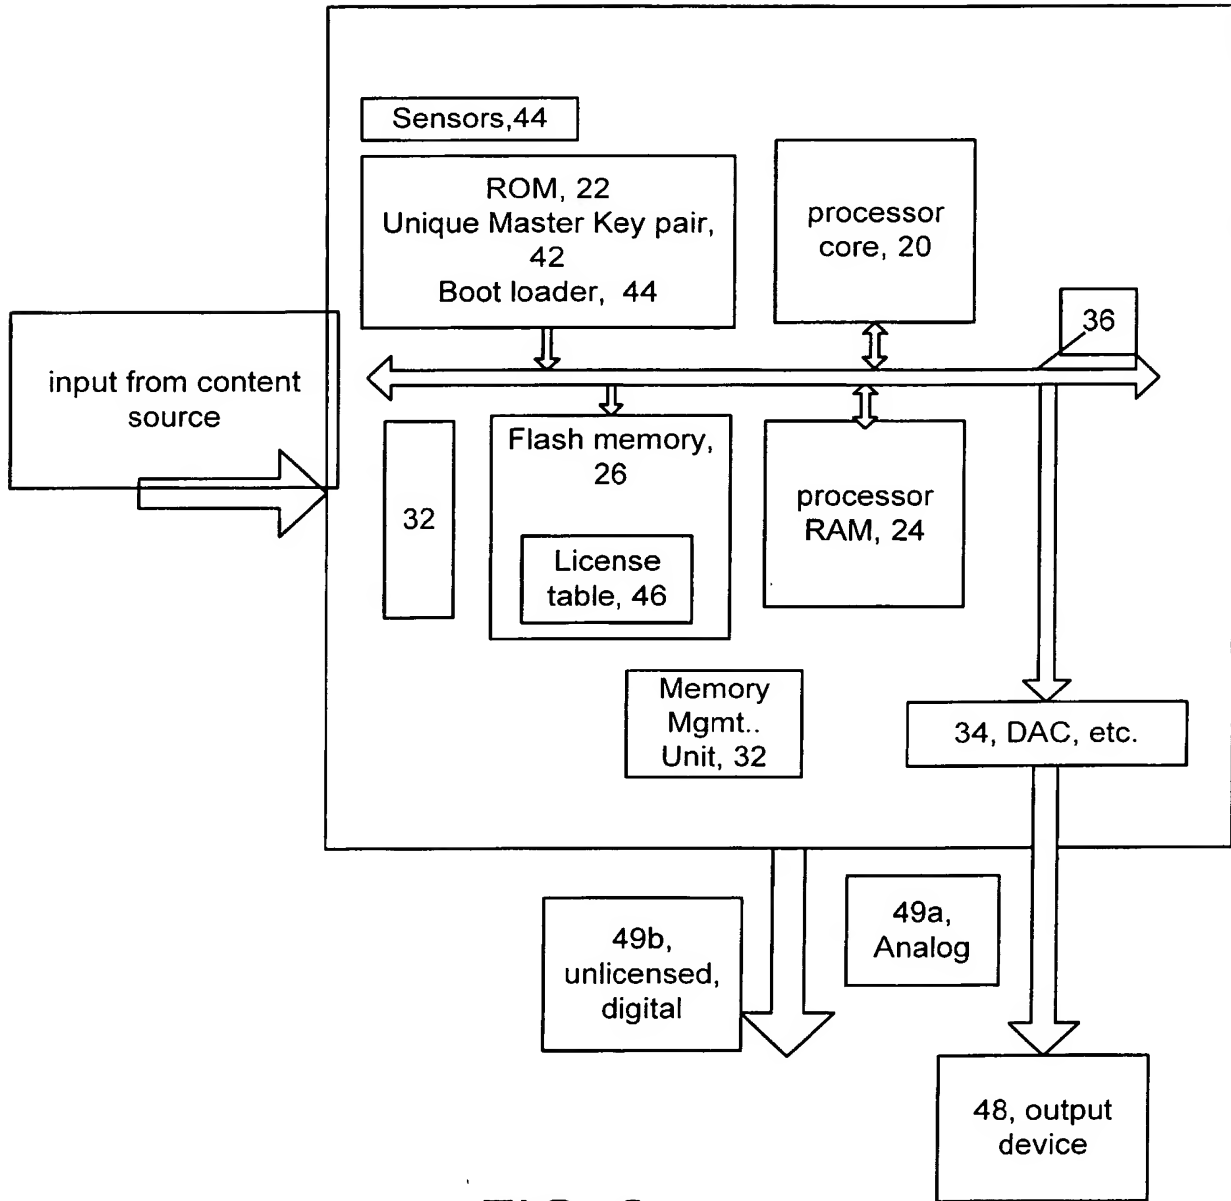 Sensors,44
ROM, 22
Unique Master Key pair,
42
Boot loader, 44
processor
core, 20
36
input from content
source
32
Flash memory,
26
License
table, 46
processor
RAM, 24
Memory
Mgmt..
Unit, 32
34, DAC, etc.
49b,
unlicensed,
digital
49a,
Analog
48, output
device